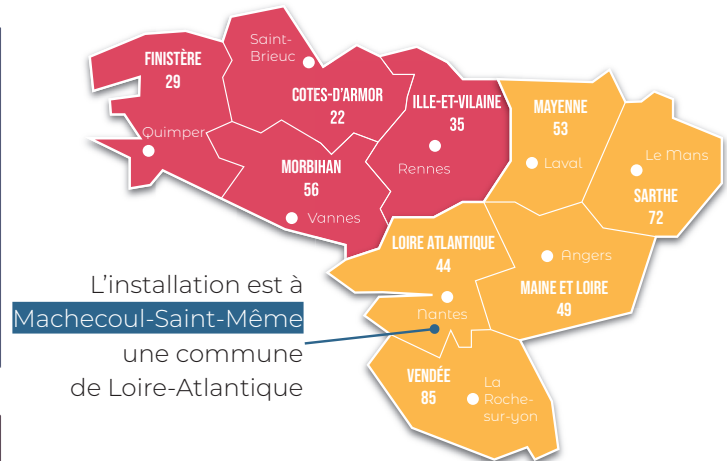 Saint-
Brieuc
FINISTÈRE
29
COTES-D'ARMOR
22
ILLE-ET-VILAINE
35
MAYENNE
53
Quimper
MORBIHAN
56
Rennes
Laval
Le Mans
SARTHE
72
Vannes
LOIRE ATLANTIQUE
44
Angers
MAINE ET LOIRE
49
Nantes
L'installation est à
Machecoul-Saint-Même
une commune
de Loire-Atlantique
VENDÉE
85
La
Roche-
sur-yon